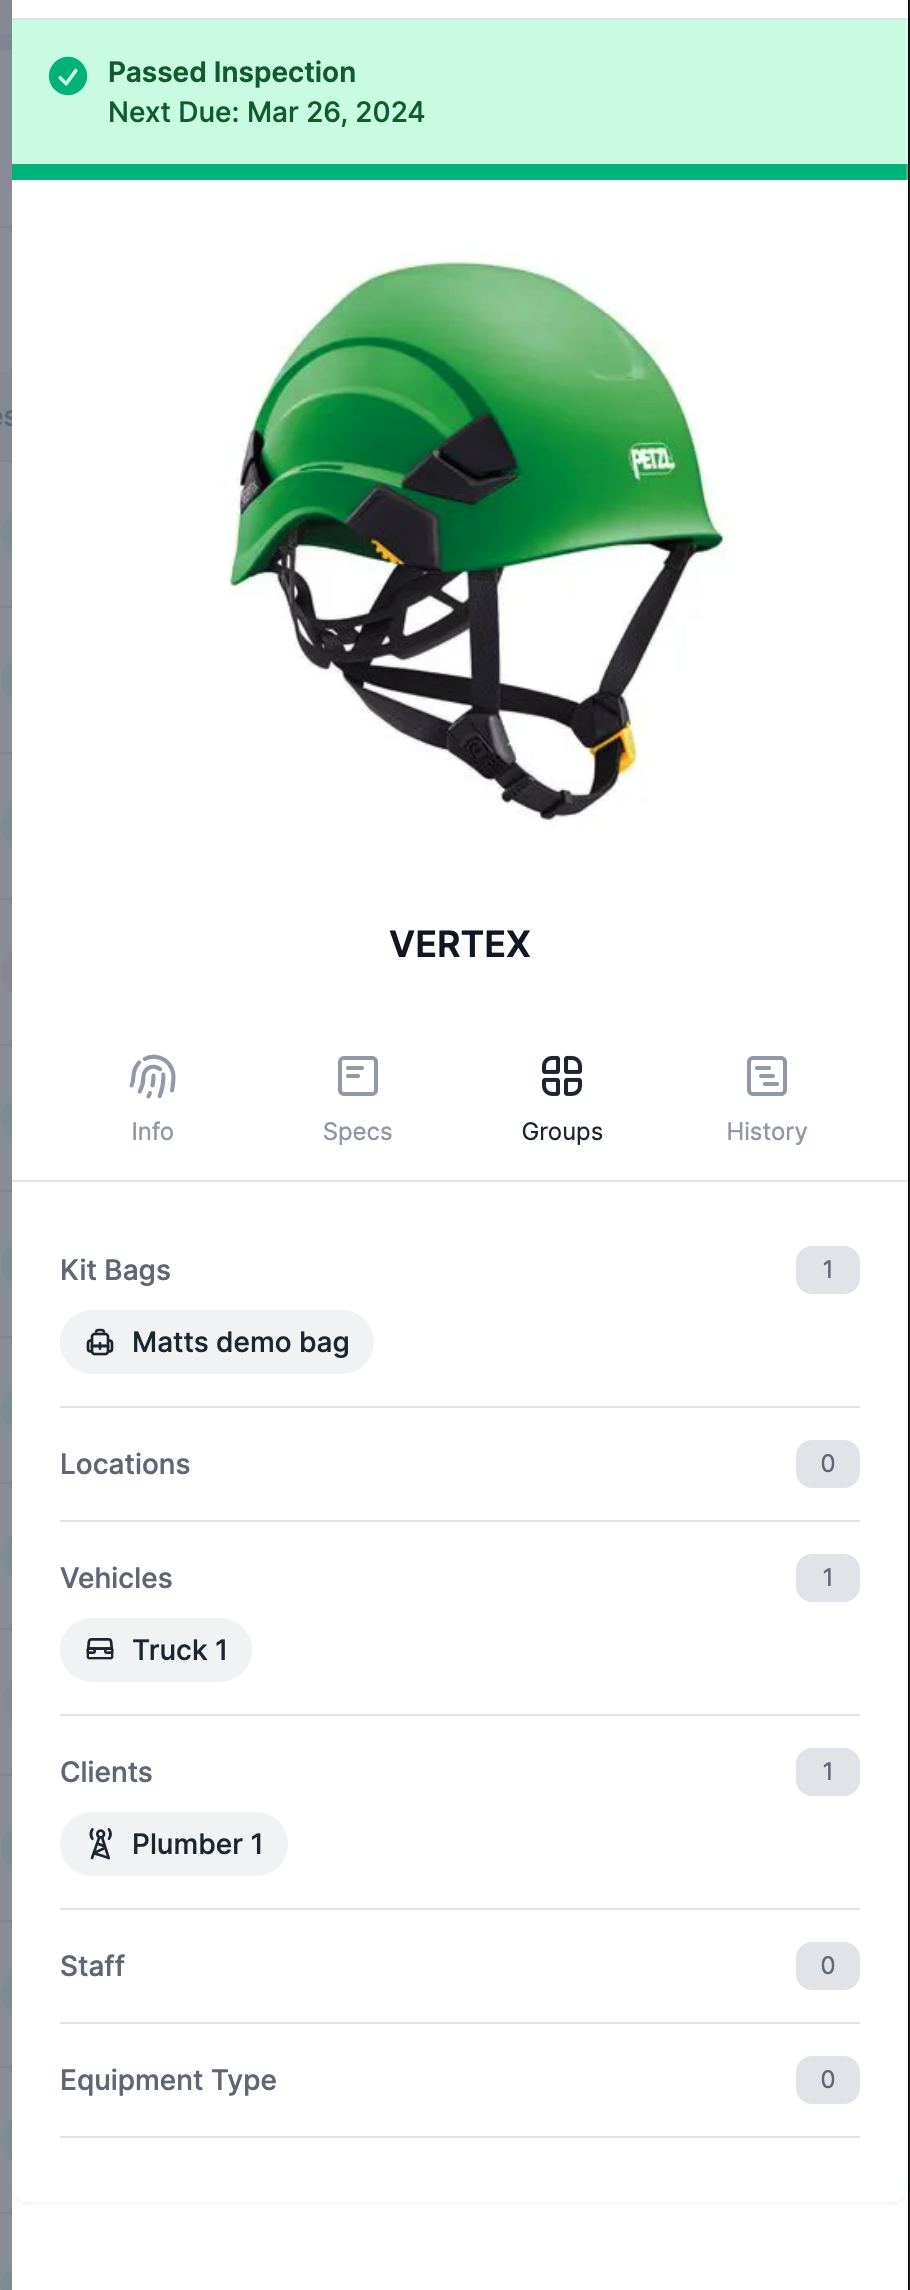 Passed Inspection
Next Due: Mar 26, 2024
PETZL
VERTEX
Info
Specs
Groups
History
Kit Bags
1
Matts demo bag
Locations
0
Vehicles
1
Truck 1
Clients
1
Plumber 1
Staff
0
Equipment Type
0